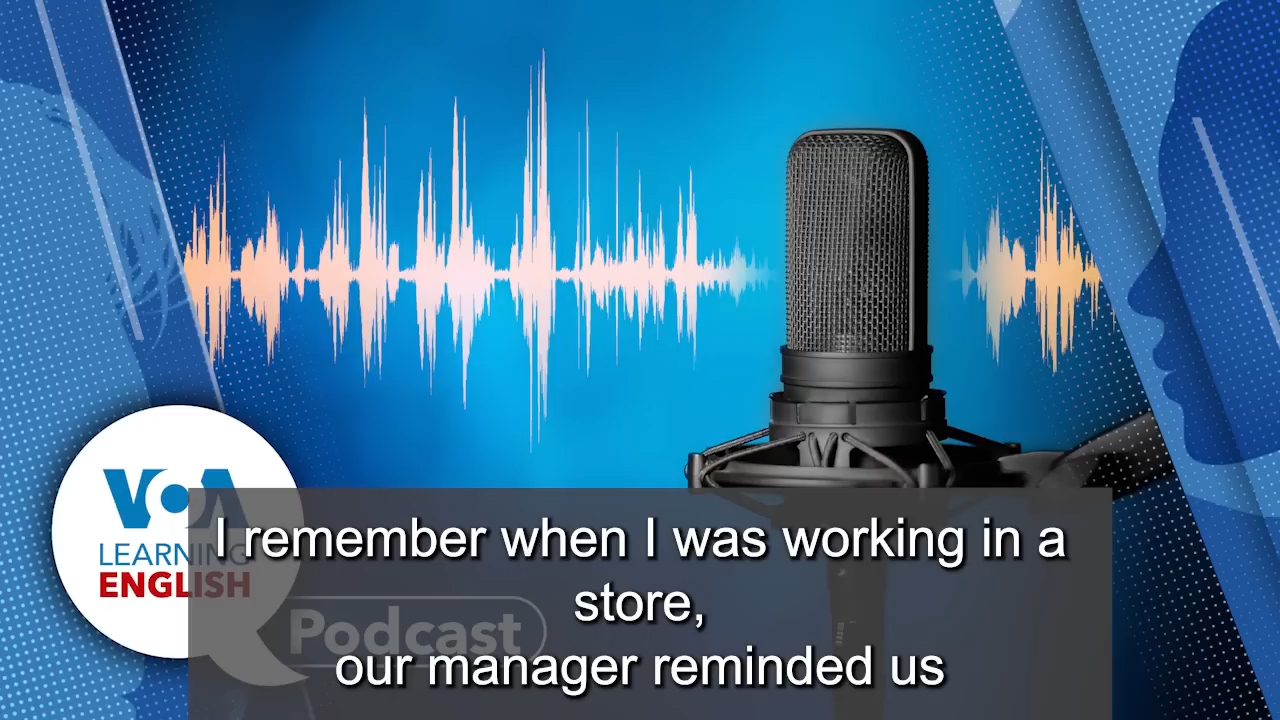 VOA
LEARNING
ENGLISH
Podcast
I remember when I was working in a
store,
our manager reminded us